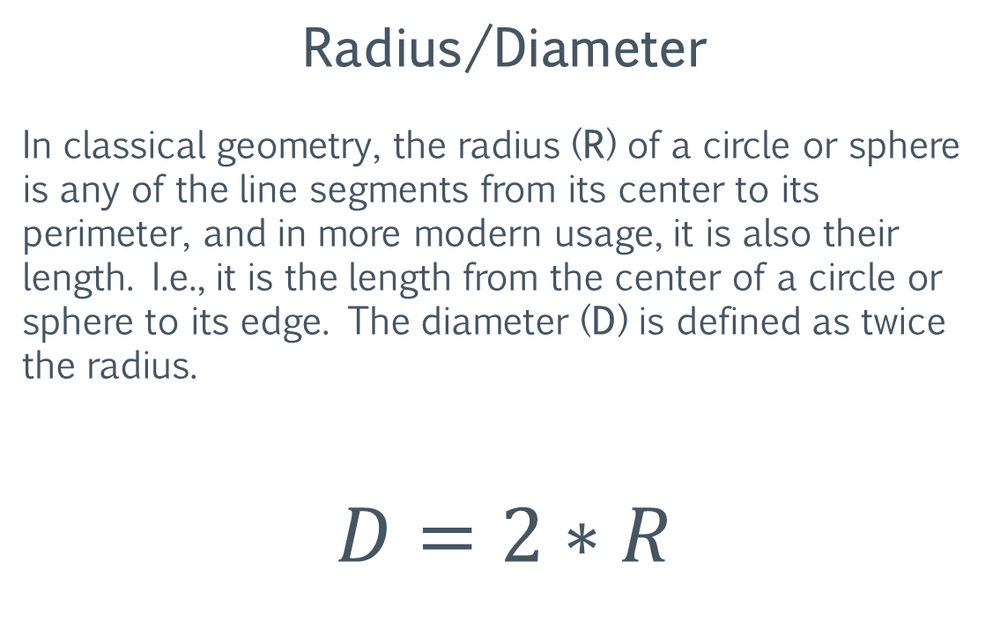 Radius/Diameter
In classical geometry, the radius (R) of a circle or sphere
is any of the line segments from its center to its
perimeter, and in more modern usage, it is also their
length.  I.e., it is the length from the center of a circle or
sphere to its edge.  The diameter (D) is defined as twice
the radius.
D = 2 * R